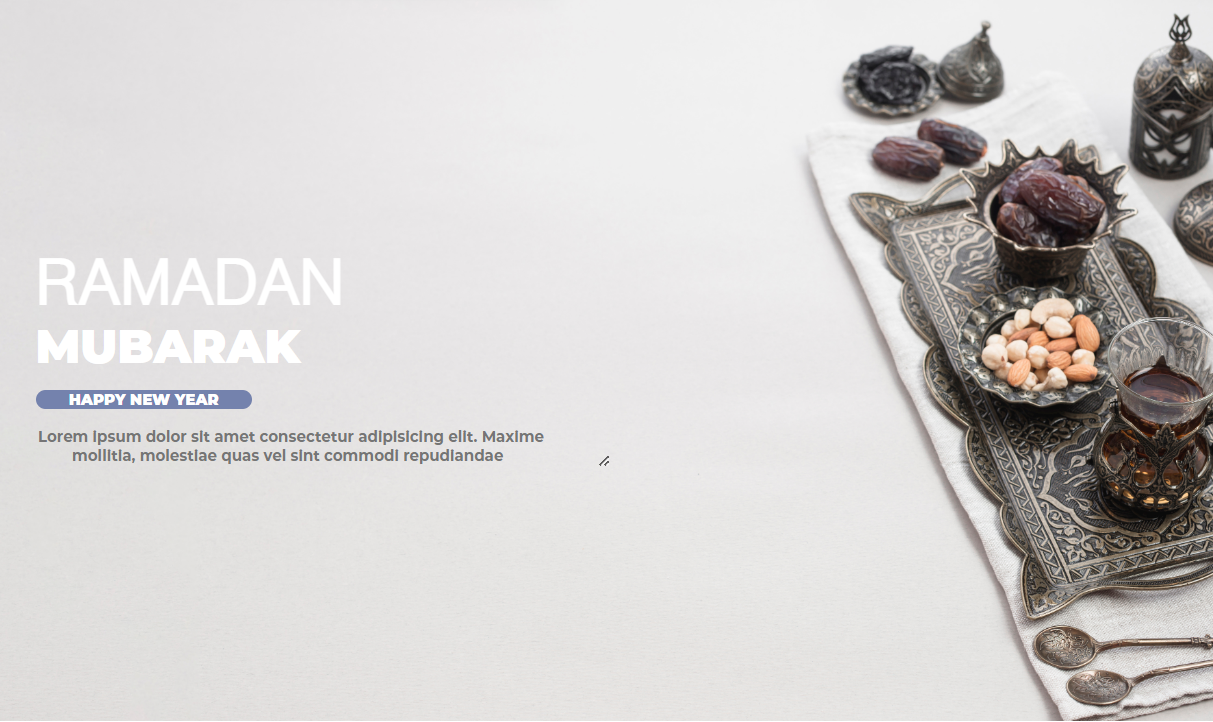 RAMADAN
MUBARAK
HAPPY NEW YEAR
Lorem ipsum dolor sit amet consectetur adipisicing elit. Maxime
mollitia, molestiae quas vel sint commodi repudiandae